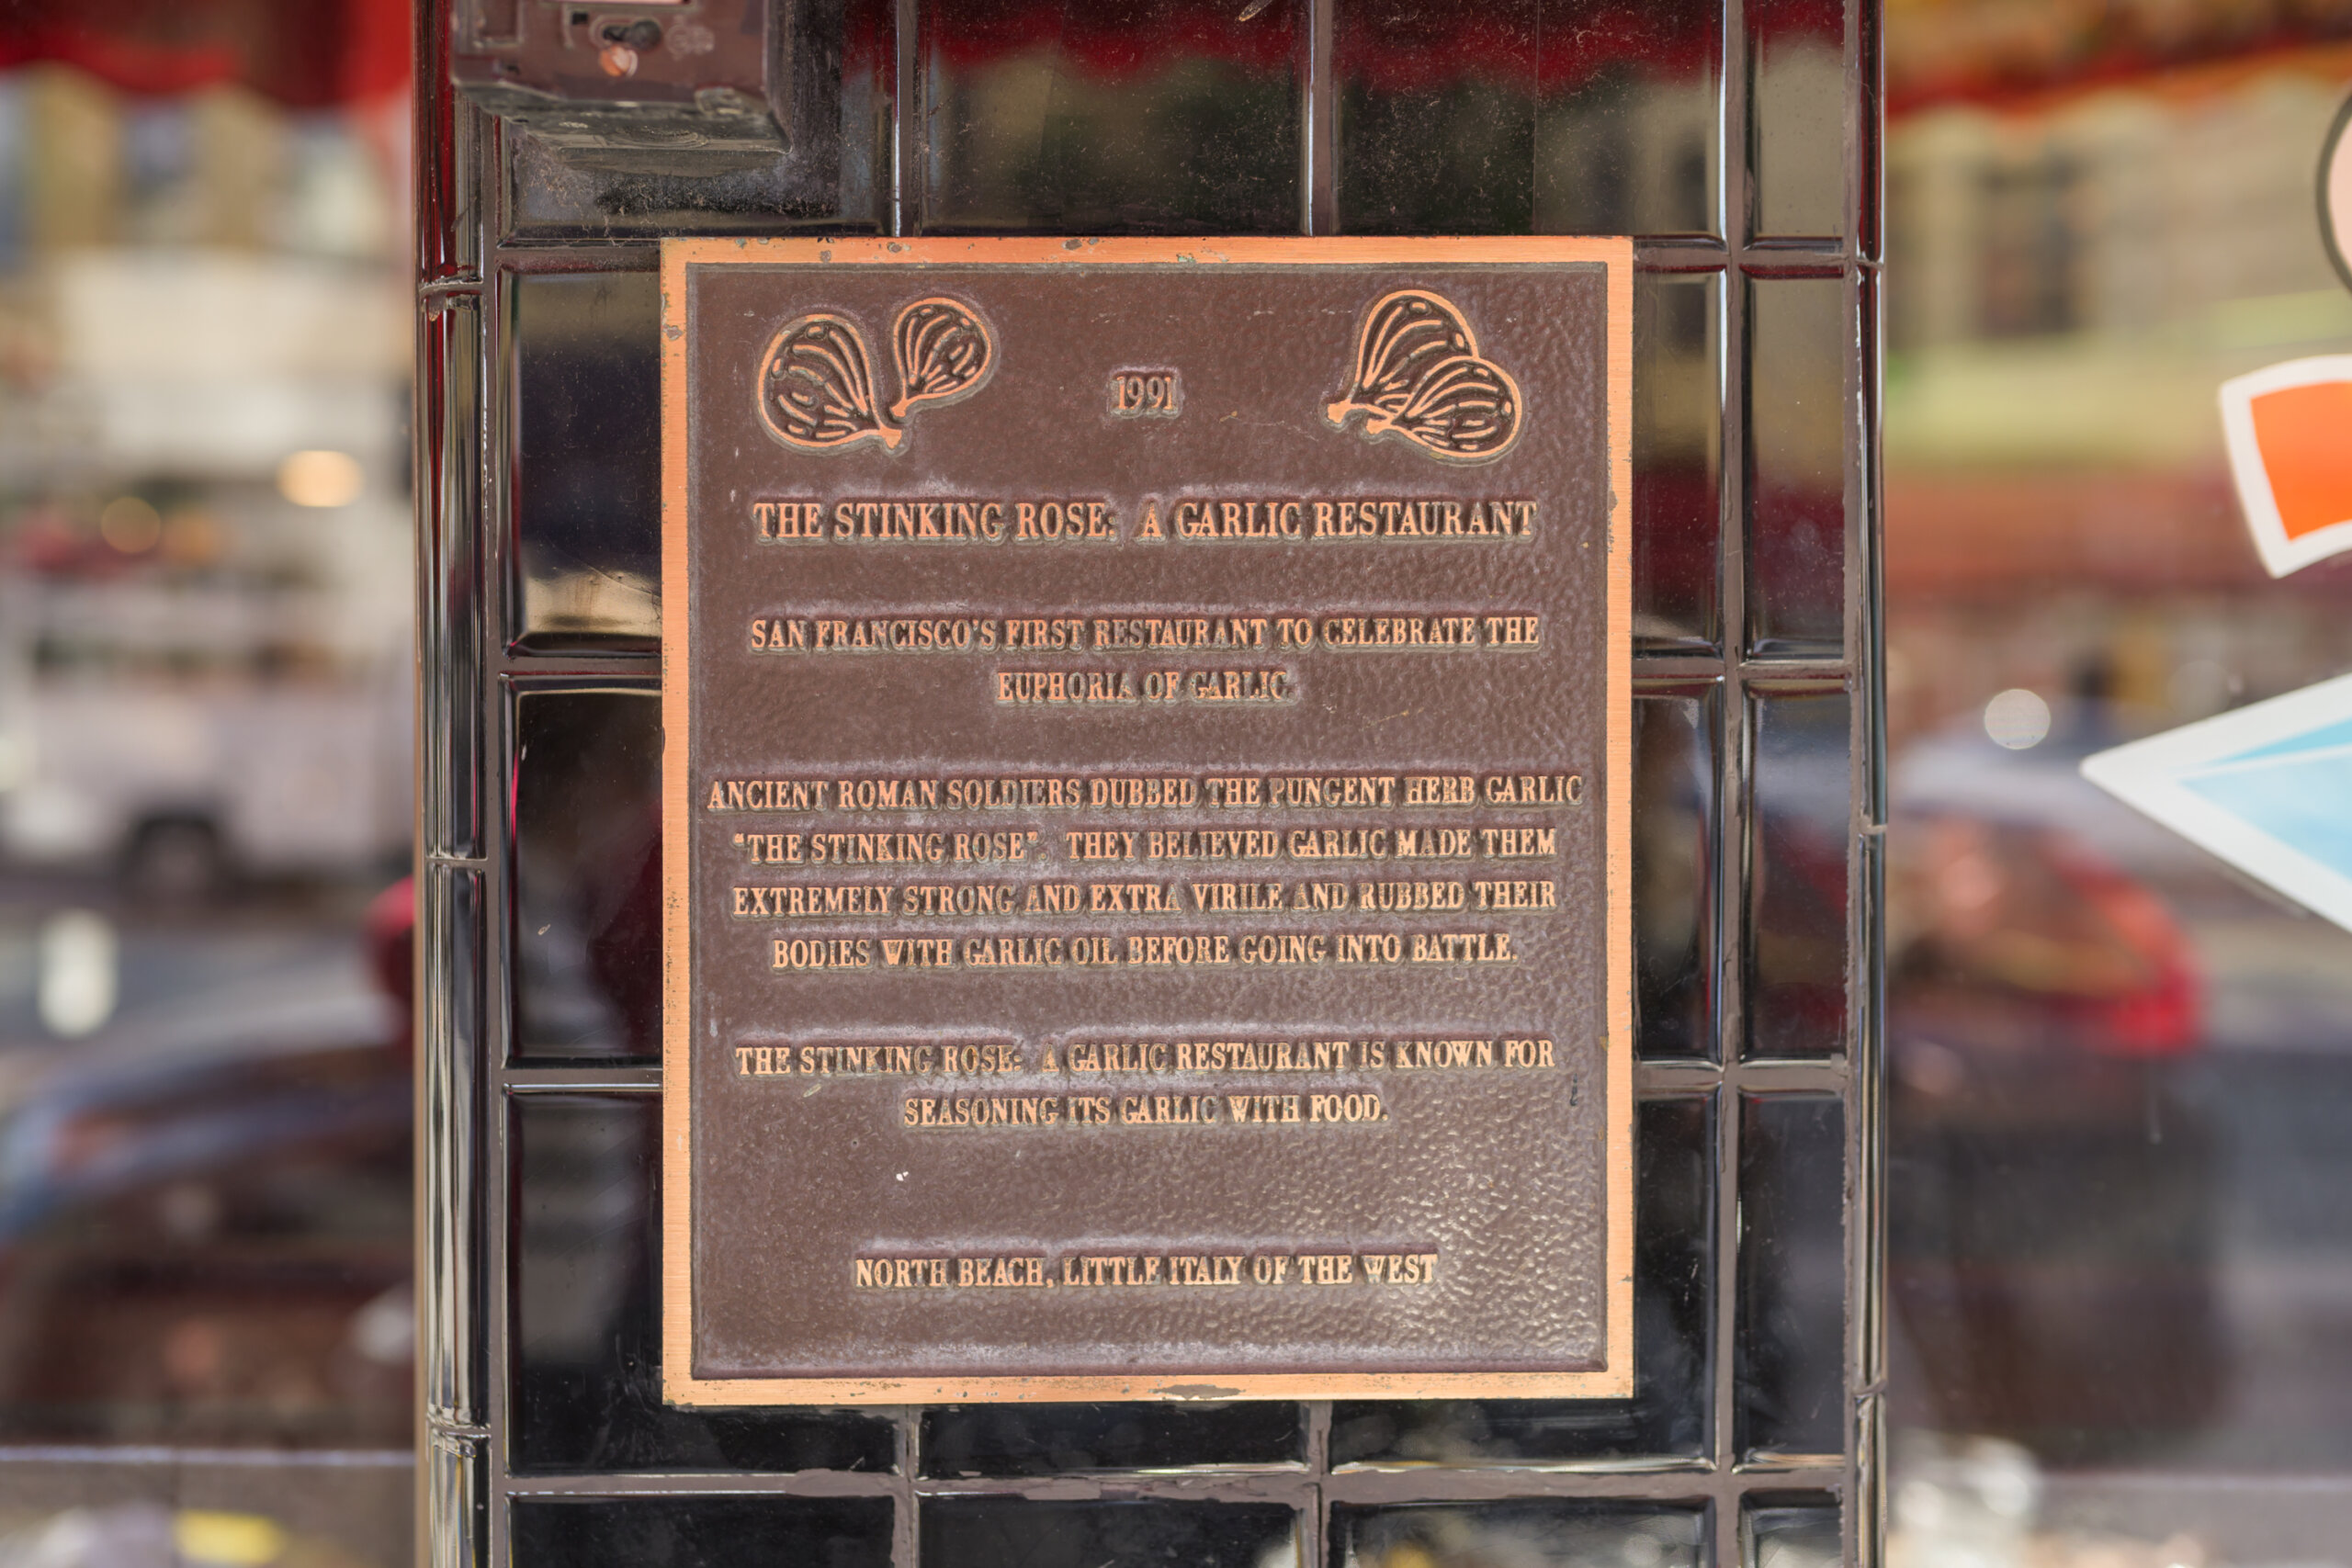 1991
THE STINKING ROSE: A GARLIC RESTAURANT
SAN FRANCISCO'S FIRST RESTAURANT TO CELEBRATE THE
EUPHORIA OF GARLIC.
ANCIENT ROMAN SOLDIERS DUBBED THE PUNGENT HERB GARLIC
"THE STINKING ROSE". THEY BELIEVED GARLIC MADE THEM
EXTREMELY STRONG AND EXTRA VIRILE AND RUBBED THEIR
BODIES WITH GARLIC OIL BEFORE GOING INTO BATTLE.
THE STINKING ROSE: A GARLIC RESTAURANT IS KNOWN FOR
SEASONING ITS GARLIC WITH FOOD.
NORTH BEACH, LITTLE ITALY OF THE WEST